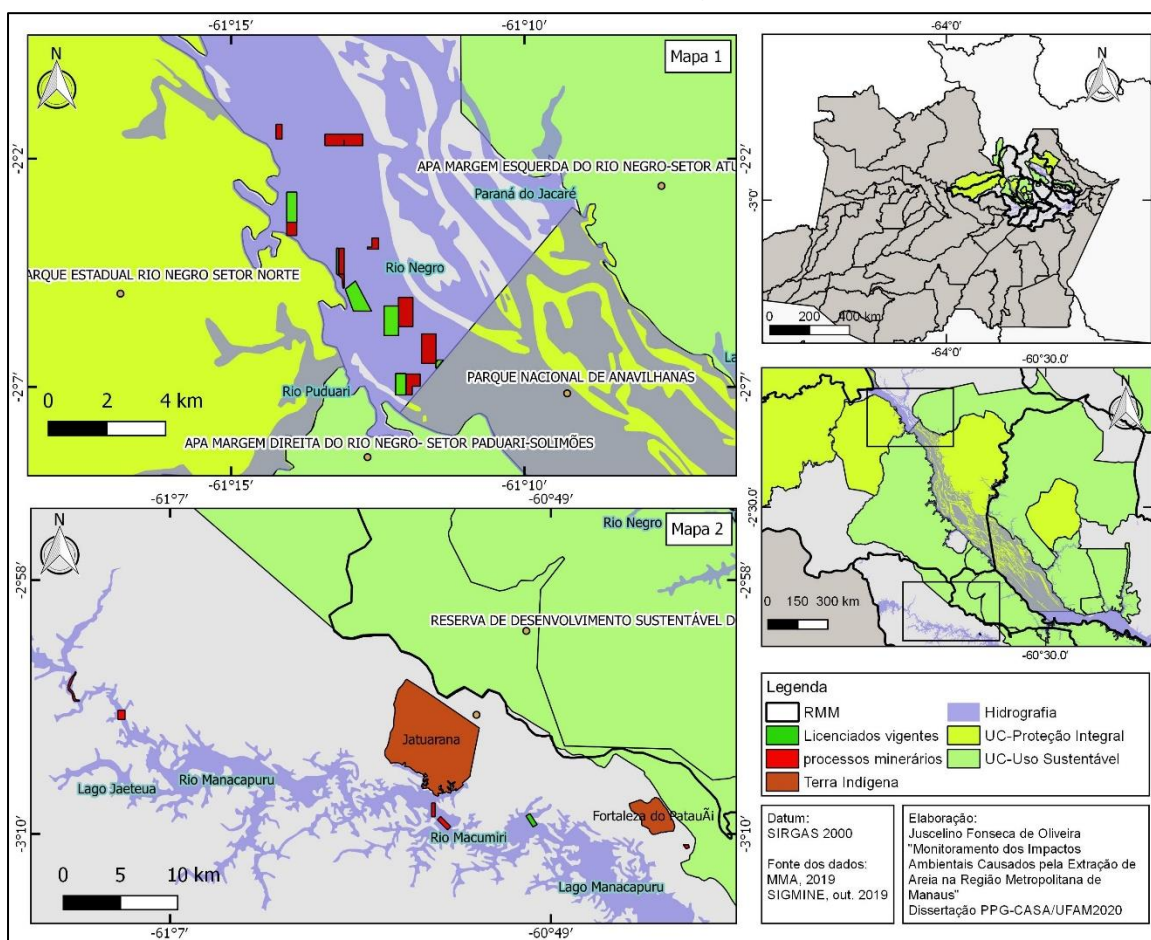 -61°15'
-61°10'
N
Mapa 1
-2°2'
-2°2'
APA MARGEM ESQUERDA DO RIO NEGRO-SETOR ATU
Paraná do Jacaré
Rio Negro
PARQUE ESTADUAL RIO NEGRO SETOR NORTE
PARQUE NACIONAL DE ANAVILHANAS
Rio Puduari
-2°7'
-2°7'
0 2 4 km
APA MARGEM DIREITA DO RIO NEGRO- SETOR PADUARI-SOLIMÕES
-61°15'
-61°10'
-61°7'
-60°49'
N
Rio Negro
Mapa 2
-2°58'
-2°58'
RESERVA DE DESENVOLVIMENTO SUSTENTÁVEL D
Jatuarana
Rio Manacapuru
Lago Jaeteua
Fortaleza do PatauÃi
Rio Macumiri
-3°10'
-3°10'
Lago Manacapuru
0 5 10 km
-61°7'
-60°49'
-64°0'
N
-3°0'
-3°0'
0 200 400 km
-64°0'
-60°30.0'
N
-2°30.0'
-2°30.0'
0 150 300 km
-60°30.0'
Legenda
RMM
Hidrografia
Licenciados vigentes
UC-Proteção Integral
processos minerários
UC-Uso Sustentável
Terra Indígena
Datum:
SIRGAS 2000
Fonte dos dados:
MMA, 2019
SIGMINE, out. 2019
Elaboração:
Juscelino Fonseca de Oliveira
"Monitoramento dos Impactos
Ambientais Causados pela Extração de
Areia na Região Metropolitana de
Manaus"
Dissertação PPG-CASA/UFAM2020